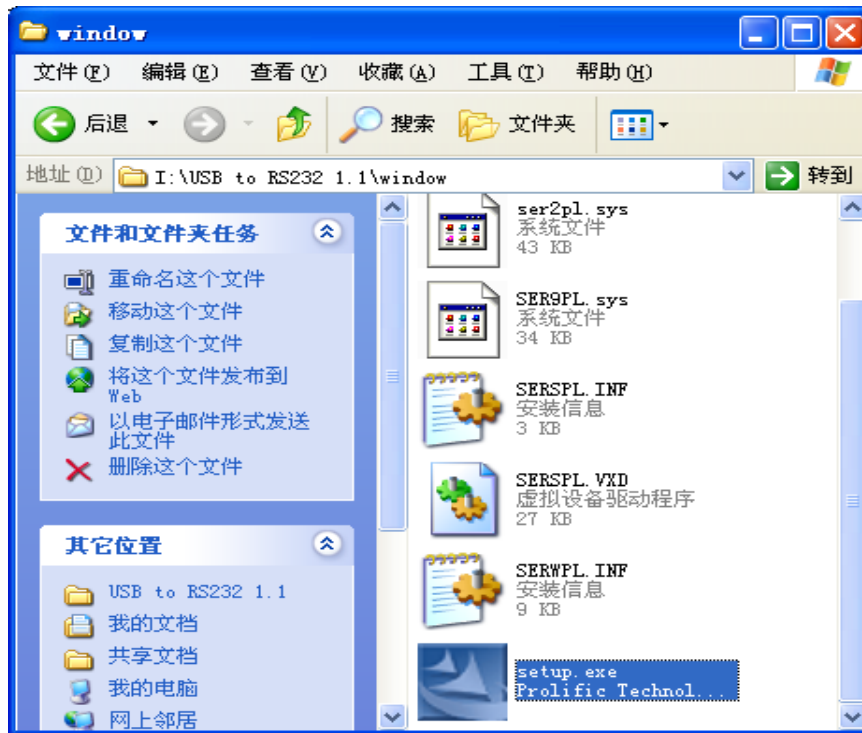 window
文件(F) 编辑(E) 查看(V) 收藏(A) 工具(T) 帮助(H)
后退 搜索 文件夹
地址(D) I:\USB to RS232 1.1\window 转到
文件和文件夹任务
重命名这个文件
移动这个文件
复制这个文件
将这个文件发布到
Web
以电子邮件形式发送
此文件
删除这个文件
其它位置
USB to RS232 1.1
我的文档
共享文档
我的电脑
网上邻居
ser2pl.sys
系统文件
43 KB
SER9PL.sys
系统文件
34 KB
SERSPL.INF
安装信息
3 KB
SERSPL.VXD
虚拟设备驱动程序
27 KB
SERWPL.INF
安装信息
9 KB
setup.exe
Prolific Technol...